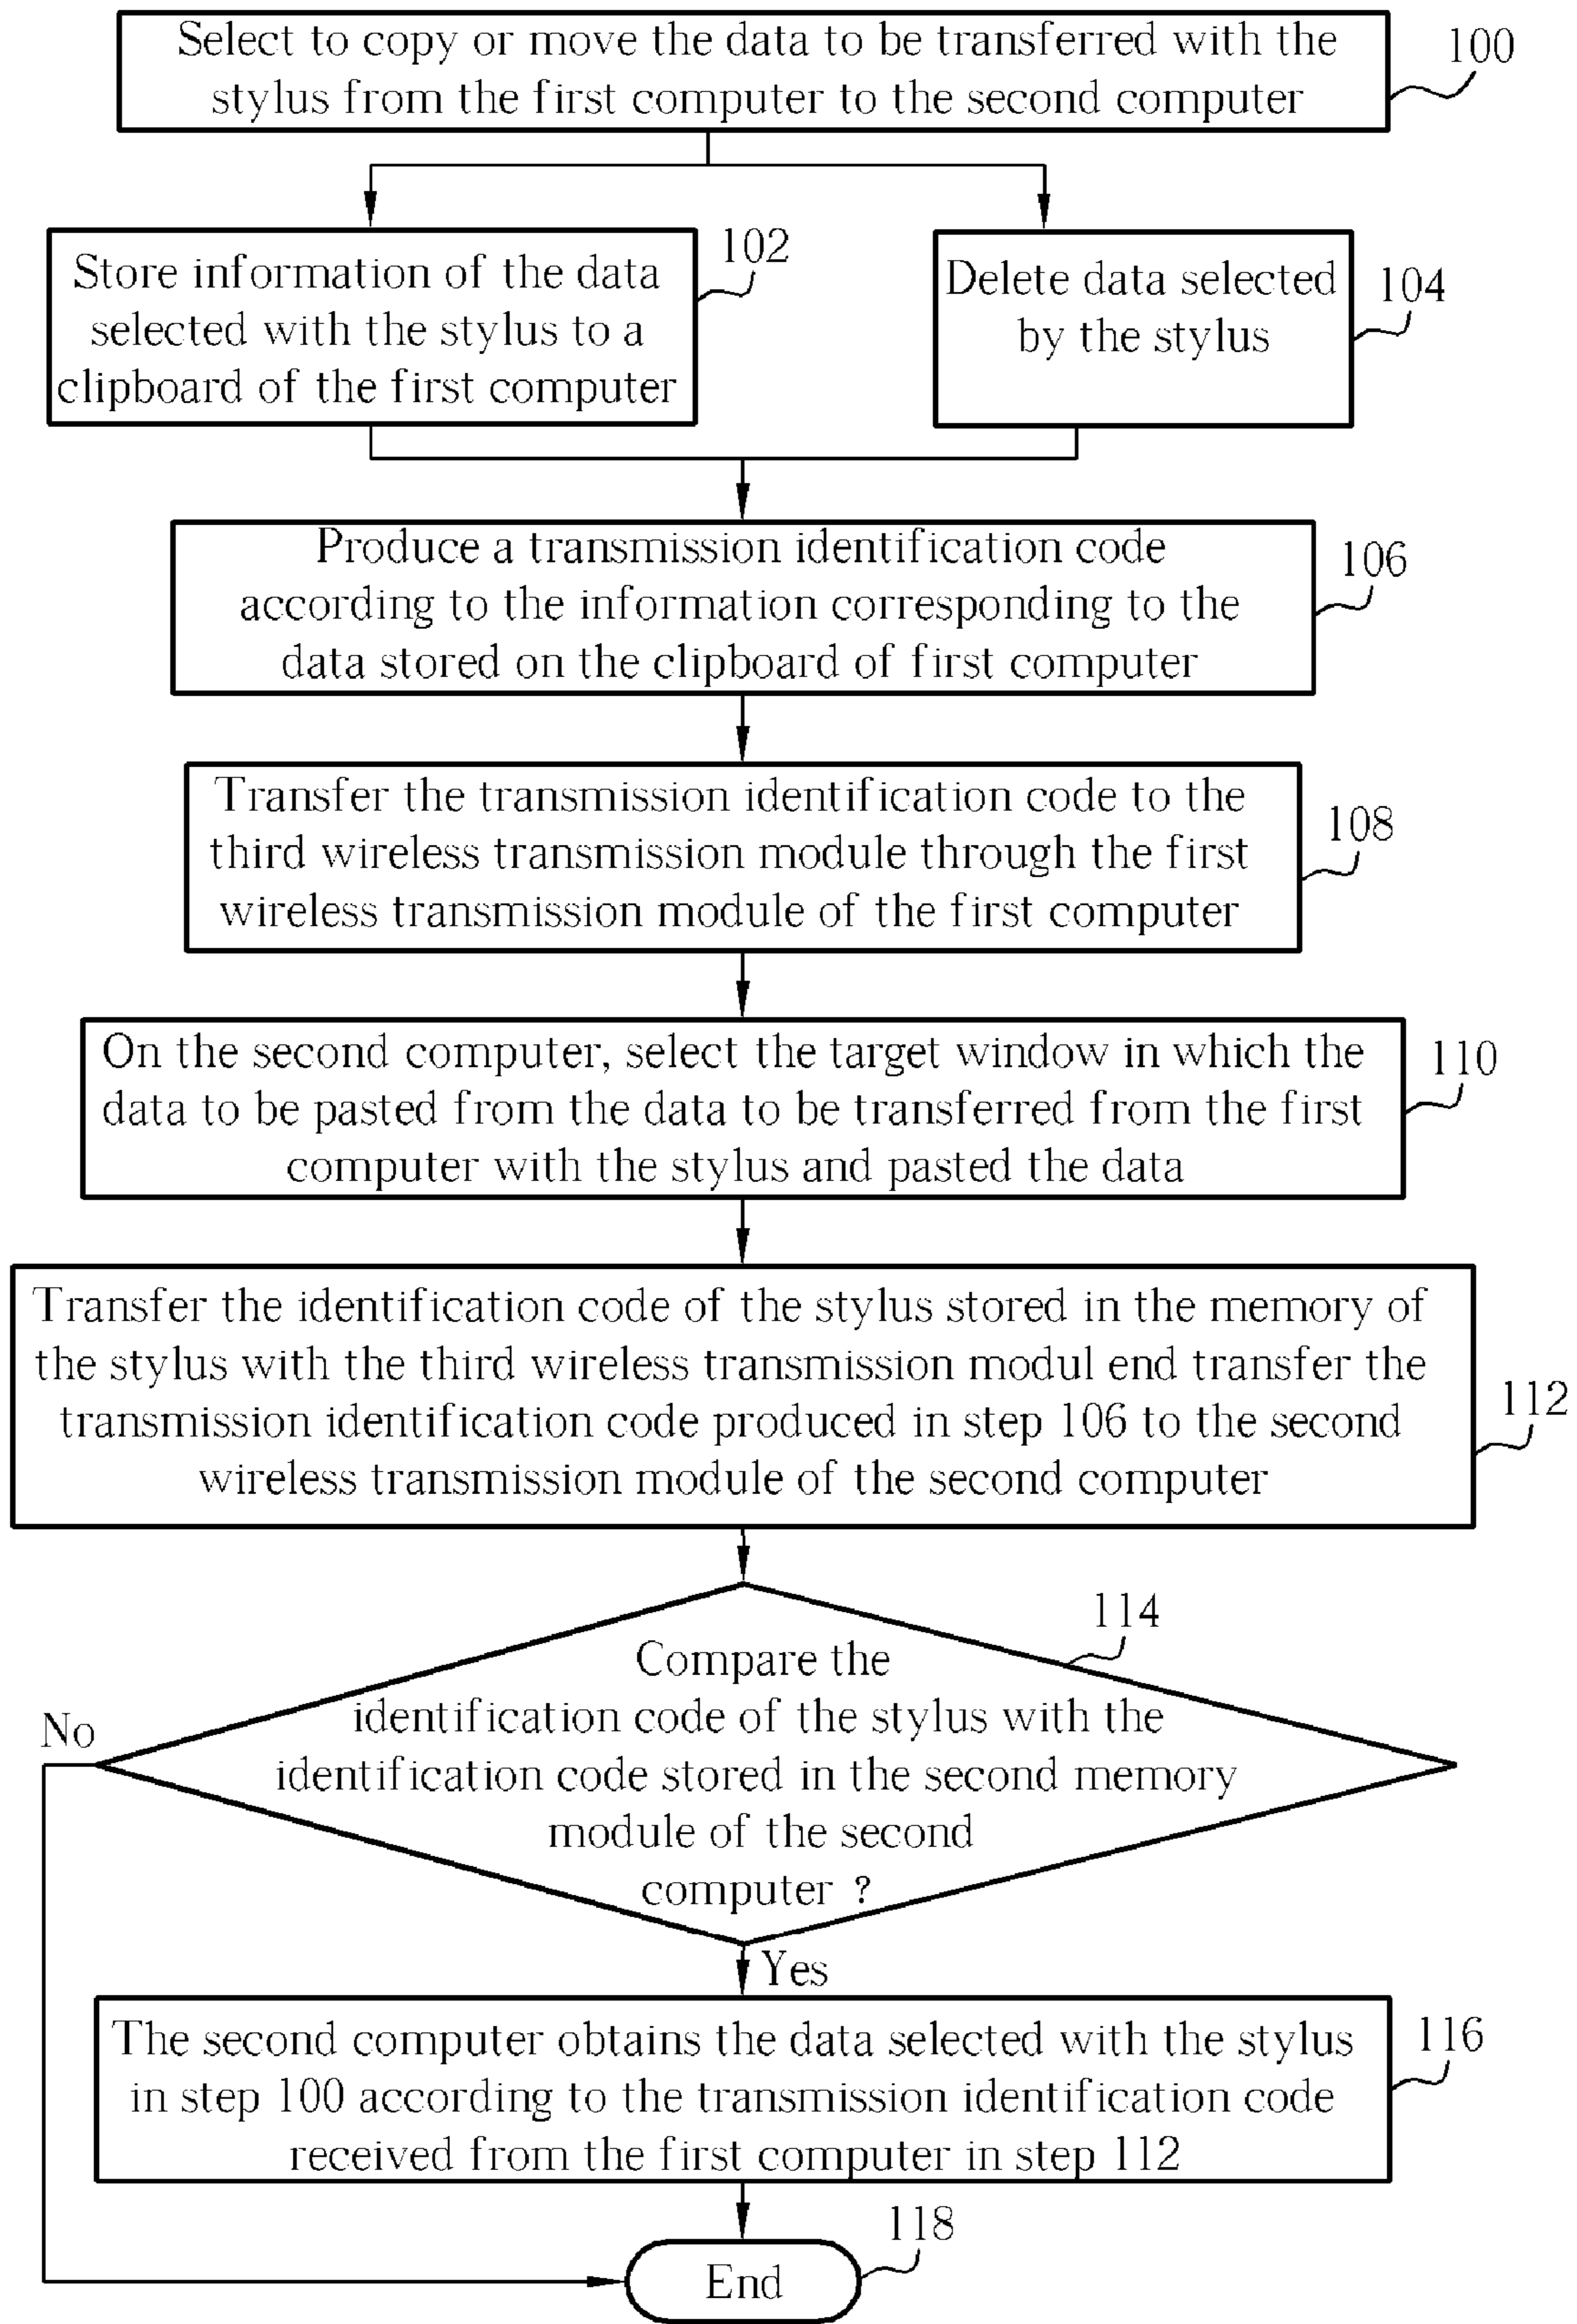 Select to copy or move the data to be transferred with the
stylus from the first computer to the second computer
100
Store information of the data
selected with the stylus to a
clipboard of the first computer
102
Delete data selected
by the stylus
104
Produce a transmission identification code
according to the information corresponding to the
data stored on the clipboard of first computer
106
Transfer the transmission identification code to the
third wireless transmission module through the first
wireless transmission module of the first computer
108
On the second computer, select the target window in which the
data to be pasted from the data to be transferred from the first
computer with the stylus and pasted the data
110
Transfer the identification code of the stylus stored in the memory of
the stylus with the third wireless transmission modul end transfer the
transmission identification code produced in step 106 to the second
wireless transmission module of the second computer
112
114
Compare the
identification code of the stylus with the
identification code stored in the second memory
module of the second
computer ?
No
Yes
The second computer obtains the data selected with the stylus
in step 100 according to the transmission identification code
received from the first computer in step 112
116
118
End